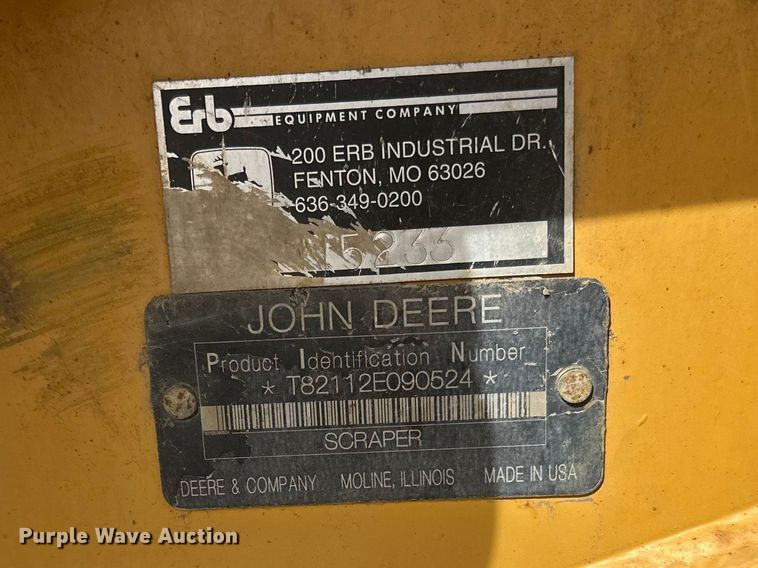 Erb
EQUIPMENT COMPANY
200 ERB INDUSTRIAL DR.
FENTON, MO 63026
636-349-0200
5233
JOHN DEERE
Product Identification Number
* T82112E090524 *
SCRAPER
DEERE & COMPANY MOLINE, ILLINOIS MADE IN USA
Purple Wave Auction